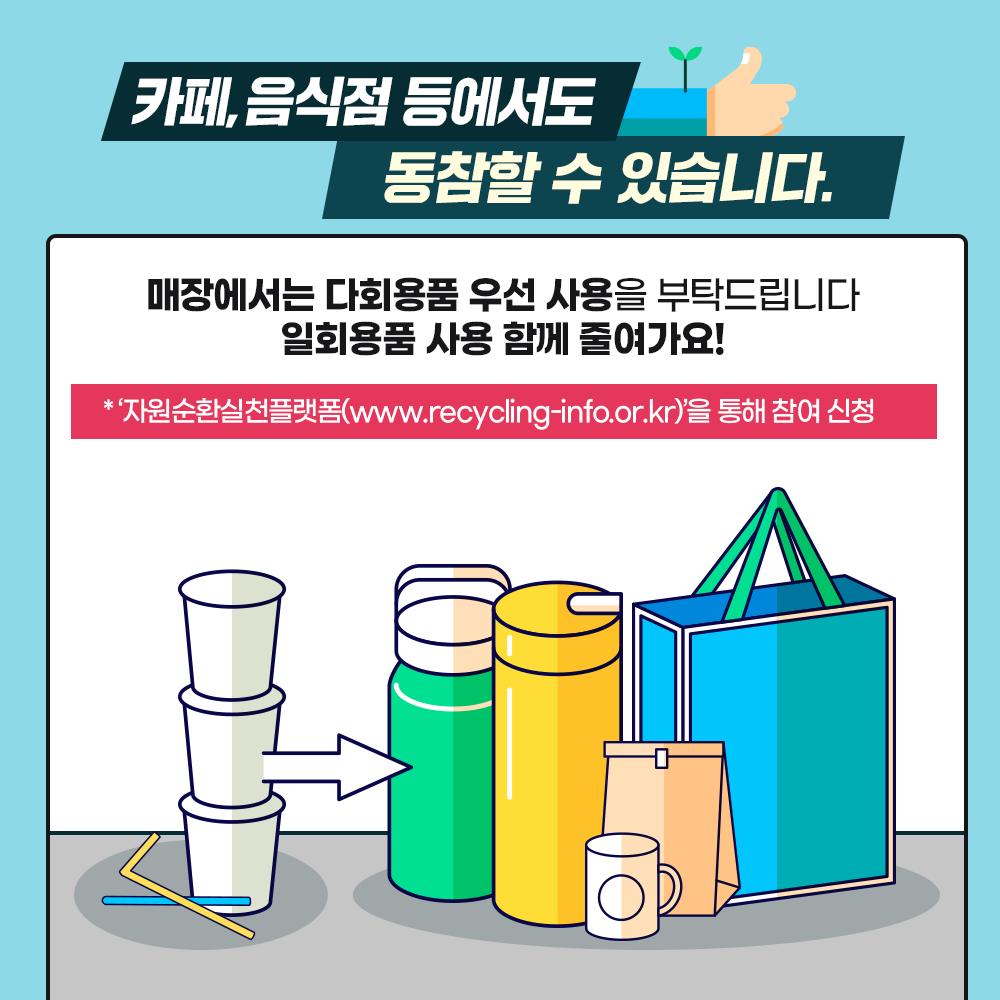 카페, 음식점 등에서도
동참할 수 있습니다.
매장에서는 다회용품 우선 사용을 부탁드립니다
일회용품 사용 함께 줄여가요!
* ‘자원순환실천플랫폼(www.recycling-info.or.kr)’을 통해 참여 신청